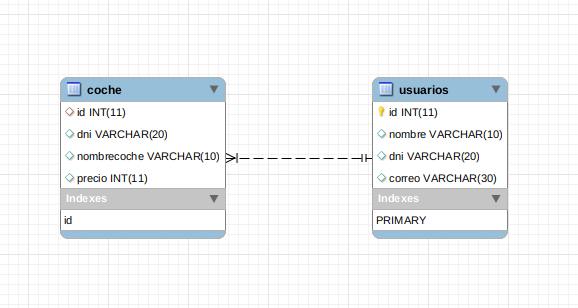 coche
id INT(11)
dni VARCHAR(20)
nombrecoche VARCHAR(10)
precio INT(11)
Indexes
id
usuarios
id INT(11)
nombre VARCHAR(10)
dni VARCHAR(20)
correo VARCHAR(30)
Indexes
PRIMARY